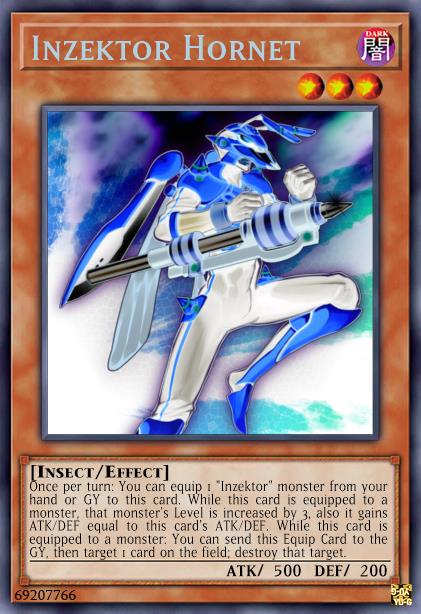 Inzektor Hornet
DARK
闇
[Insect/Effect]
Once per turn: You can equip 1 "Inzektor" monster from your
hand or GY to this card. While this card is equipped to a
monster, that monster's Level is increased by 3, also it gains
ATK/DEF equal to this card's ATK/DEF. While this card is
equipped to a monster: You can send this Equip Card to the
GY, then target 1 card on the field; destroy that target.
ATK/ 500 DEF/ 200
69207766